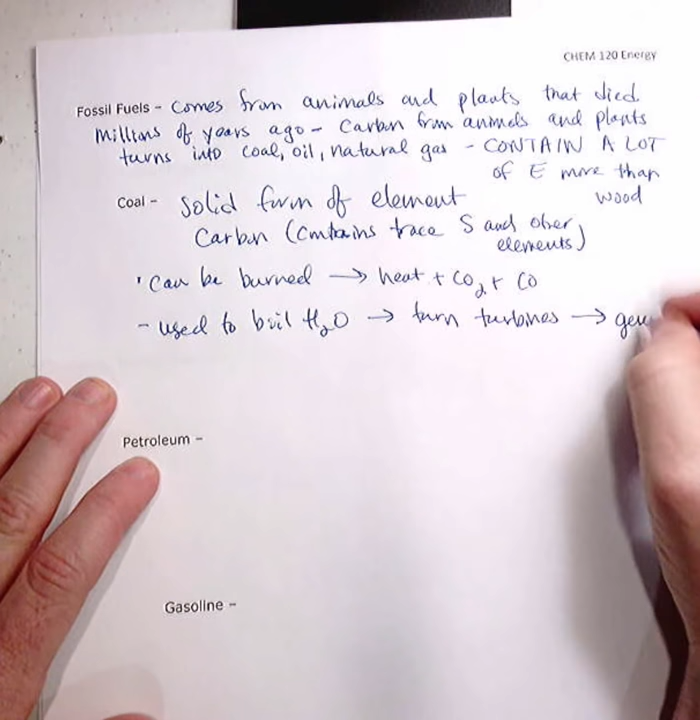 CHEM 120 Energy
Fossil Fuels - comes from animals and plants that died
Millions of years ago - Carbon from animals and plants
turns into coal, oil, natural gas - CONTAIN A LOT
of E more than
wood
Coal - solid form of element
Carbon (contains trace S and other
elements)
· Can be burned → heat + CO₂ + CO
- used to boil H₂O → turn turbines →
Petroleum -
Gasoline -